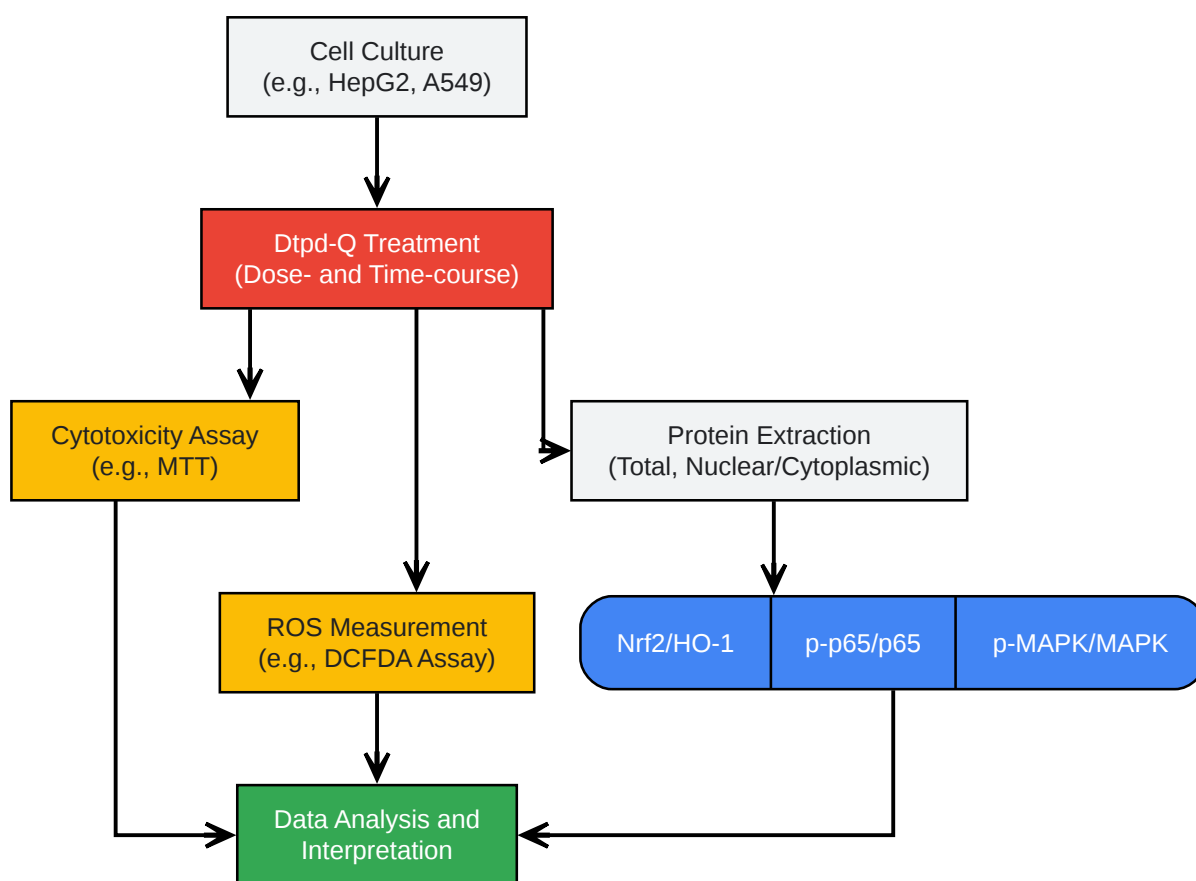 Cell Culture
(e.g., HepG2, A549)
Dtpd-Q Treatment
(Dose- and Time-course)
Cytotoxicity Assay
(e.g., MTT)
Protein Extraction
(Total, Nuclear/Cytoplasmic)
ROS Measurement
(e.g., DCFDA Assay)
Nrf2/HO-1
p-p65/p65
p-MAPK/MAPK
Data Analysis and
Interpretation